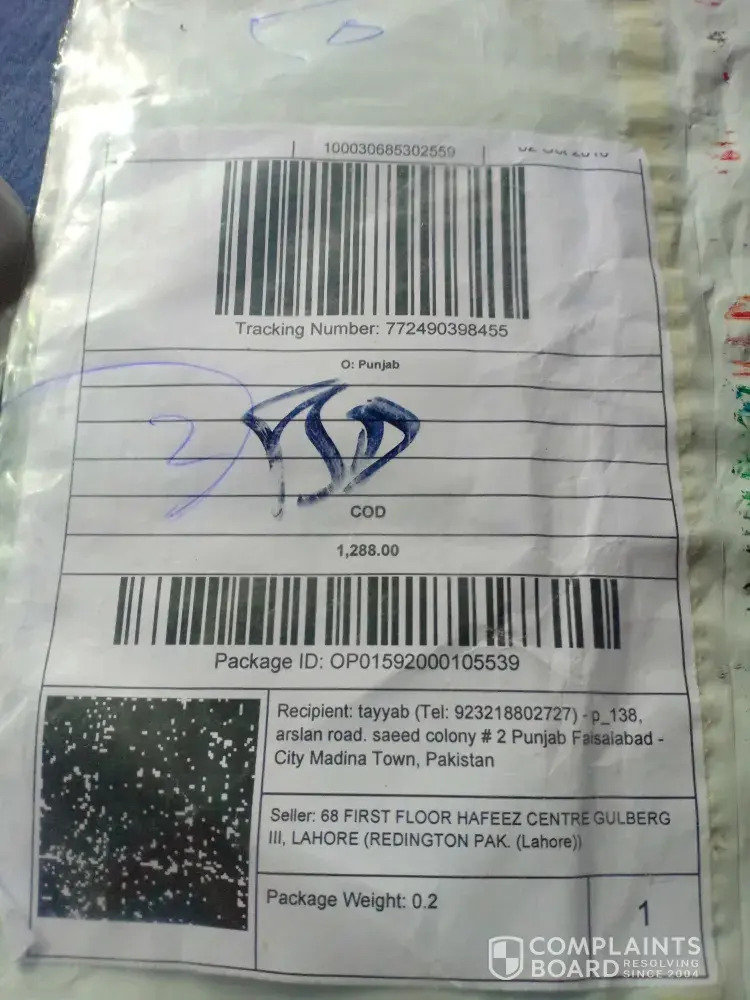 100030685302559
Tracking Number: 772490398455
O: Punjab
2
COD
1,288.00
Package ID: OP01592000105539
Recipient: tayyab (Tel: 923218802727) - p_138,
arslan road. saeed colony # 2 Punjab Faisalabad -
City Madina Town, Pakistan
Seller: 68 FIRST FLOOR HAFEEZ CENTRE GULBERG
III, LAHORE (REDINGTON PAK. (Lahore))
Package Weight: 0.2
1
COMPLAINTS
BOARD RESOLVING
SINCE 2004